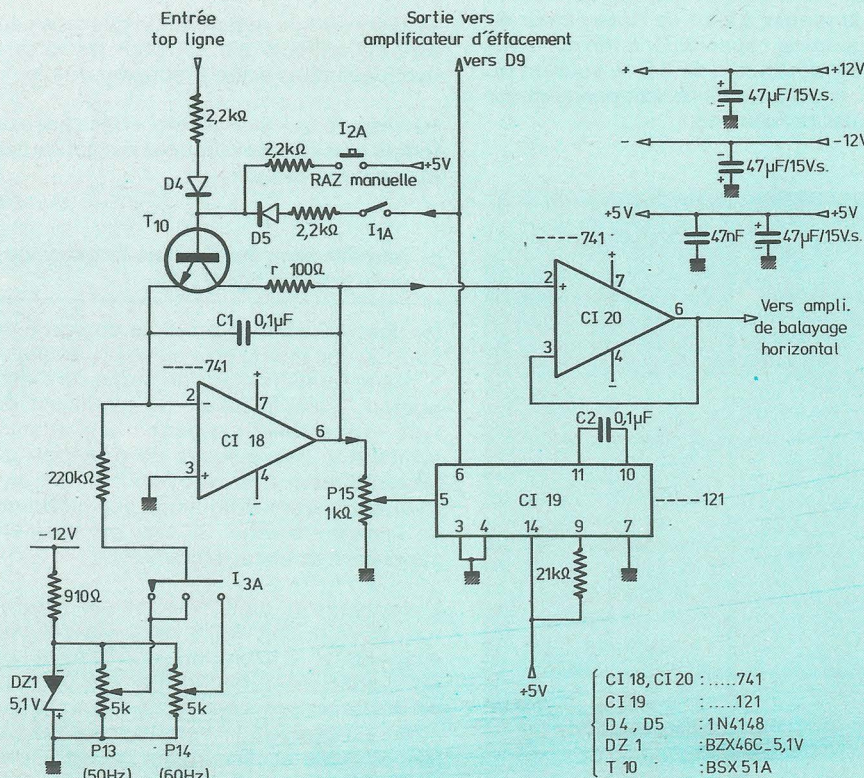 Entrée
top ligne
Sortie vers
amplificateur d'éffacement
vers D9
+ +12V
+
47µF/15V.s.
-
- -12V
+
47µF/15V.s.
-
+5V +5V
47nF
+
47µF/15V.s.
-
2,2kΩ
2,2kΩ
I2A
+5V
RAZ manuelle
D4
D5
2,2kΩ
I1A
T10
r 100Ω
C1 0,1µF
-----741
2 -
+
7
CI 18
6
3 +
4
-
-----741
2 +
+
7
CI 20
6
3
4
-
Vers ampli.
de balayage
horizontal
C2 0,1µF
6 11 10
5 CI 19 -----121
3 4 14 9 7
P15
1kΩ
21kΩ
+5V
220kΩ
-12V
910Ω
I3A
DZ1
5,1V
-
+
5k
5k
P13
(50Hz)
P14
(60Hz)
CI 18, CI 20 :.....741
CI 19 :.....121
D4, D5 :1N4148
DZ 1 :BZX46C_5,1V
T 10 :BSX51A